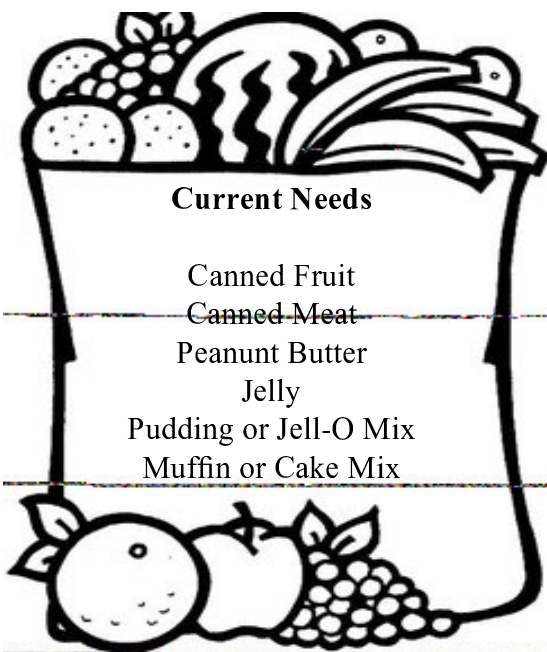 Current Needs
Canned Fruit
Canned Meat
Peanunt Butter
Jelly
Pudding or Jell-O Mix
Muffin or Cake Mix